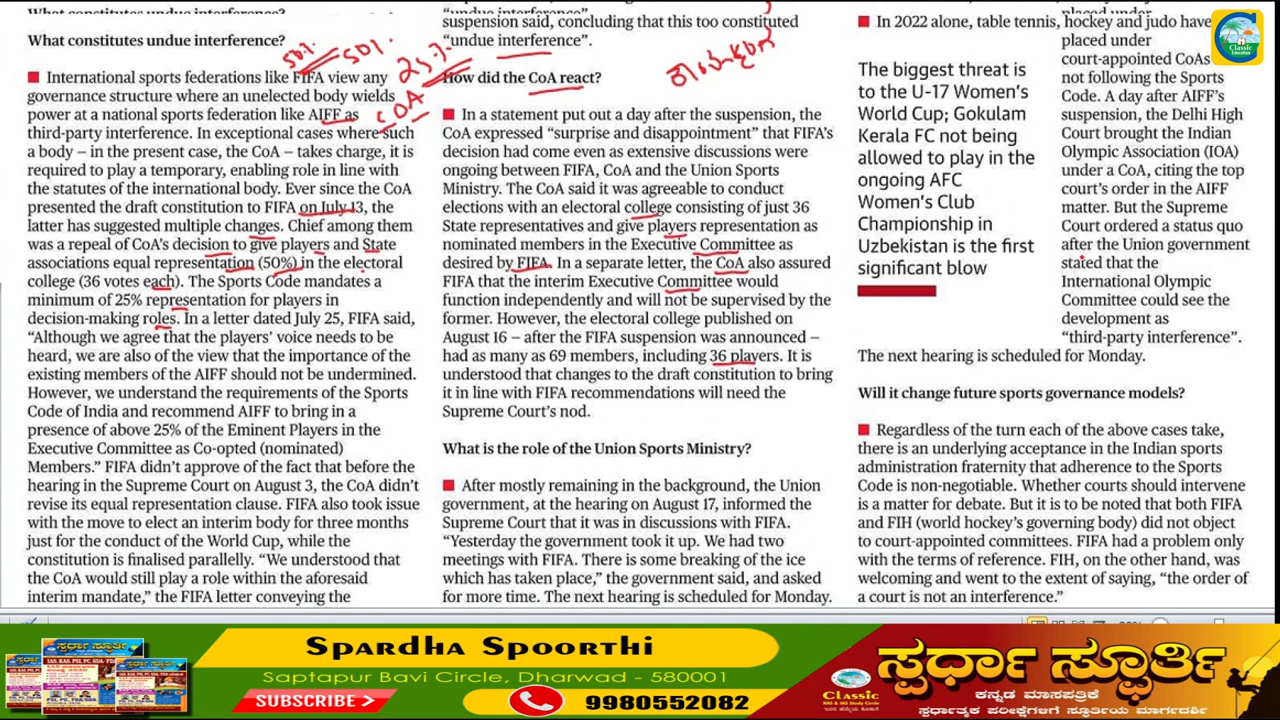 What constitutes undue interference?
International sports federations like FIFA view any
governance structure where an unelected body wields
power at a national sports federation like AIFF as
third-party interference. In exceptional cases where such
a body – in the present case, the CoA – takes charge, it is
required to play a temporary, enabling role in line with
the statutes of the international body. Ever since the CoA
presented the draft constitution to FIFA on July 13, the
latter has suggested multiple changes. Chief among them
was a repeal of CoA’s decision to give players and State
associations equal representation (50%) in the electoral
college (36 votes each). The Sports Code mandates a
minimum of 25% representation for players in
decision-making roles. In a letter dated July 25, FIFA said,
“Although we agree that the players’ voice needs to be
heard, we are also of the view that the importance of the
existing members of the AIFF should not be undermined.
However, we understand the requirements of the Sports
Code of India and recommend AIFF to bring in a
presence of above 25% of the Eminent Players in the
Executive Committee as Co-opted (nominated)
Members.” FIFA didn’t approve of the fact that before the
hearing in the Supreme Court on August 3, the CoA didn’t
revise its equal representation clause. FIFA also took issue
with the move to elect an interim body for three months
just for the conduct of the World Cup, while the
constitution is finalised parallelly. “We understood that
the CoA would still play a role within the aforesaid
interim mandate,” the FIFA letter conveying the
50%. 50%.
25%
COA
suspension said, concluding that this too constituted
“undue interference”.
How did the CoA react?
In a statement put out a day after the suspension, the
CoA expressed “surprise and disappointment” that FIFA’s
decision had come even as extensive discussions were
ongoing between FIFA, CoA and the Union Sports
Ministry. The CoA said it was agreeable to conduct
elections with an electoral college consisting of just 36
State representatives and give players representation as
nominated members in the Executive Committee as
desired by FIFA. In a separate letter, the CoA also assured
FIFA that the interim Executive Committee would
function independently and will not be supervised by the
former. However, the electoral college published on
August 16 – after the FIFA suspension was announced –
had as many as 69 members, including 36 players. It is
understood that changes to the draft constitution to bring
it in line with FIFA recommendations will need the
Supreme Court’s nod.
What is the role of the Union Sports Ministry?
After mostly remaining in the background, the Union
government, at the hearing on August 17, informed the
Supreme Court that it was in discussions with FIFA.
“Yesterday the government took it up. We had two
meetings with FIFA. There is some breaking of the ice
which has taken place,” the government said, and asked
for more time. The next hearing is scheduled for Monday.
In 2022 alone, table tennis, hockey and judo have
The biggest threat is
to the U-17 Women’s
World Cup; Gokulam
Kerala FC not being
allowed to play in the
ongoing AFC
Women’s Club
Championship in
Uzbekistan is the first
significant blow
placed under
court-appointed CoAs
not following the Sports
Code. A day after AIFF’s
suspension, the Delhi High
Court brought the Indian
Olympic Association (IOA)
under a CoA, citing the top
court’s order in the AIFF
matter. But the Supreme
Court ordered a status quo
after the Union government
stated that the
International Olympic
Committee could see the
development as
“third-party interference”.
The next hearing is scheduled for Monday.
Will it change future sports governance models?
Regardless of the turn each of the above cases take,
there is an underlying acceptance in the Indian sports
administration fraternity that adherence to the Sports
Code is non-negotiable. Whether courts should intervene
is a matter for debate. But it is to be noted that both FIFA
and FIH (world hockey’s governing body) did not object
to court-appointed committees. FIFA had a problem only
with the terms of reference. FIH, on the other hand, was
welcoming and went to the extent of saying, “the order of
a court is not an interference.”
Classic
Education
Spardha Spoorthi
Saptapur Bavi Circle, Dharwad - 580001
SUBSCRIBE
9980552082
Classic
ಸ್ಪರ್ಧಾ ಸ್ಫೂರ್ತಿ
ಕನ್ನಡ ಮಾಸಪತ್ರಿಕೆ
ಸ್ಪರ್ಧಾತ್ಮಕ ಪರೀಕ್ಷೆಗಳಿಗೆ ಸ್ಫೂರ್ತಿಯ ಮಾರ್ಗದರ್ಶಿ